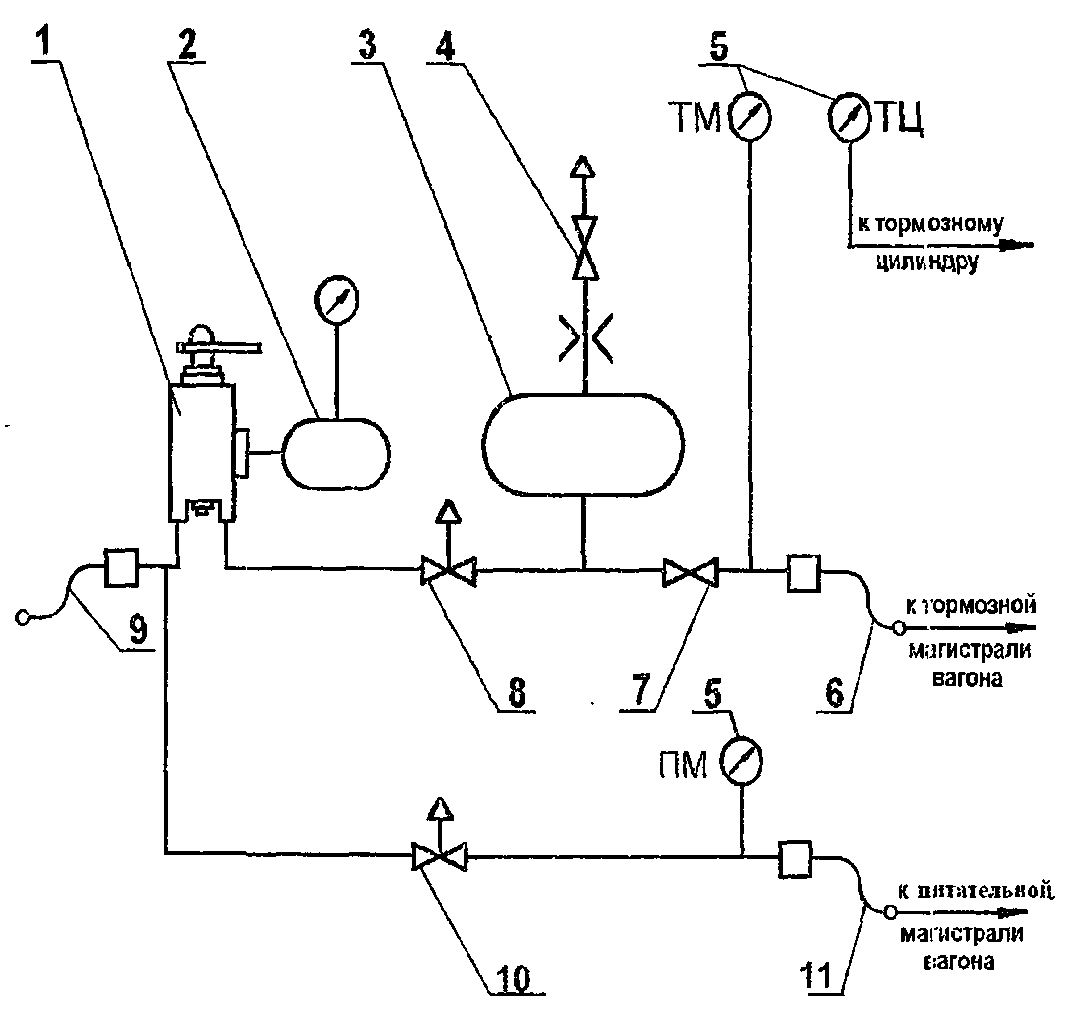 1
2
3
4
5
ТМ
ТЦ
к тормозному
цилиндру
9
8
7
6
к тормозной
магистрали
вагона
5
ПМ
10
11
к питательной
магистрали
вагона